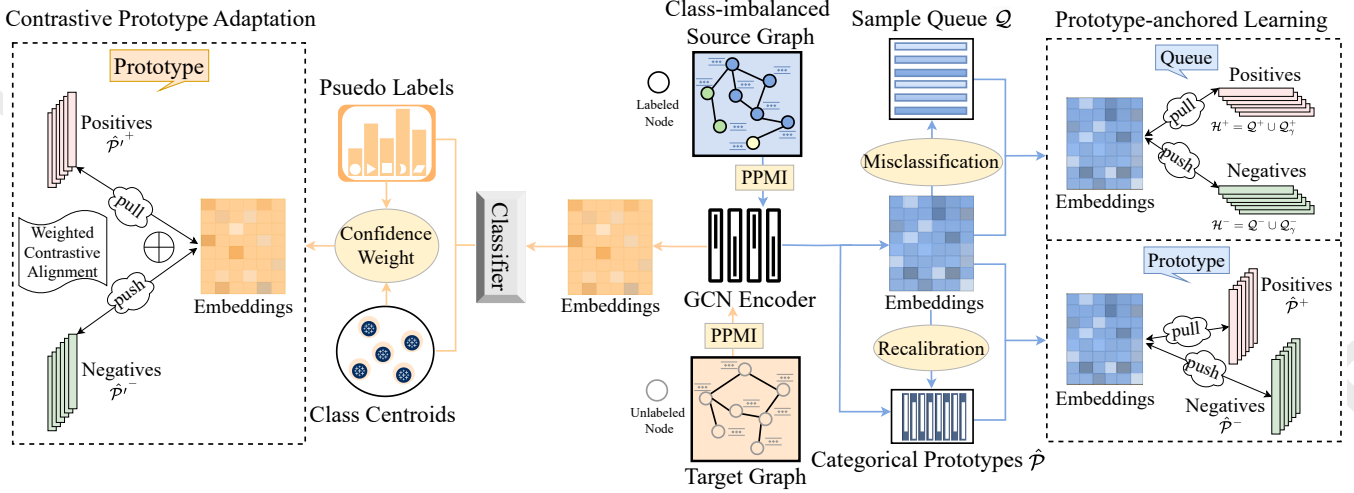 Contrastive Prototype Adaptation
Prototype
Positives
$\hat{\mathcal{P}}'^{+}$
pull
Weighted
Contrastive
Alignment
push
Embeddings
Negatives
$\hat{\mathcal{P}}'^{-}$
Psuedo Labels
Confidence
Weight
Class Centroids
Classifier
Embeddings
Class-imbalanced
Source Graph
Labeled
Node
PPMI
GCN Encoder
PPMI
Unlabeled
Node
Target Graph
Sample Queue $\mathcal{Q}$
Misclassification
Embeddings
Recalibration
Categorical Prototypes $\hat{\mathcal{P}}$
Prototype-anchored Learning
Queue
Positives
pull
$\mathcal{H}^{+} = \mathcal{Q}^{+} \cup \mathcal{Q}_{\gamma}^{+}$
push
Negatives
Embeddings
$\mathcal{H}^{-} = \mathcal{Q}^{-} \cup \mathcal{Q}_{\gamma}^{-}$
Prototype
Positives
$\hat{\mathcal{P}}^{+}$
pull
push
Embeddings
Negatives
$\hat{\mathcal{P}}^{-}$